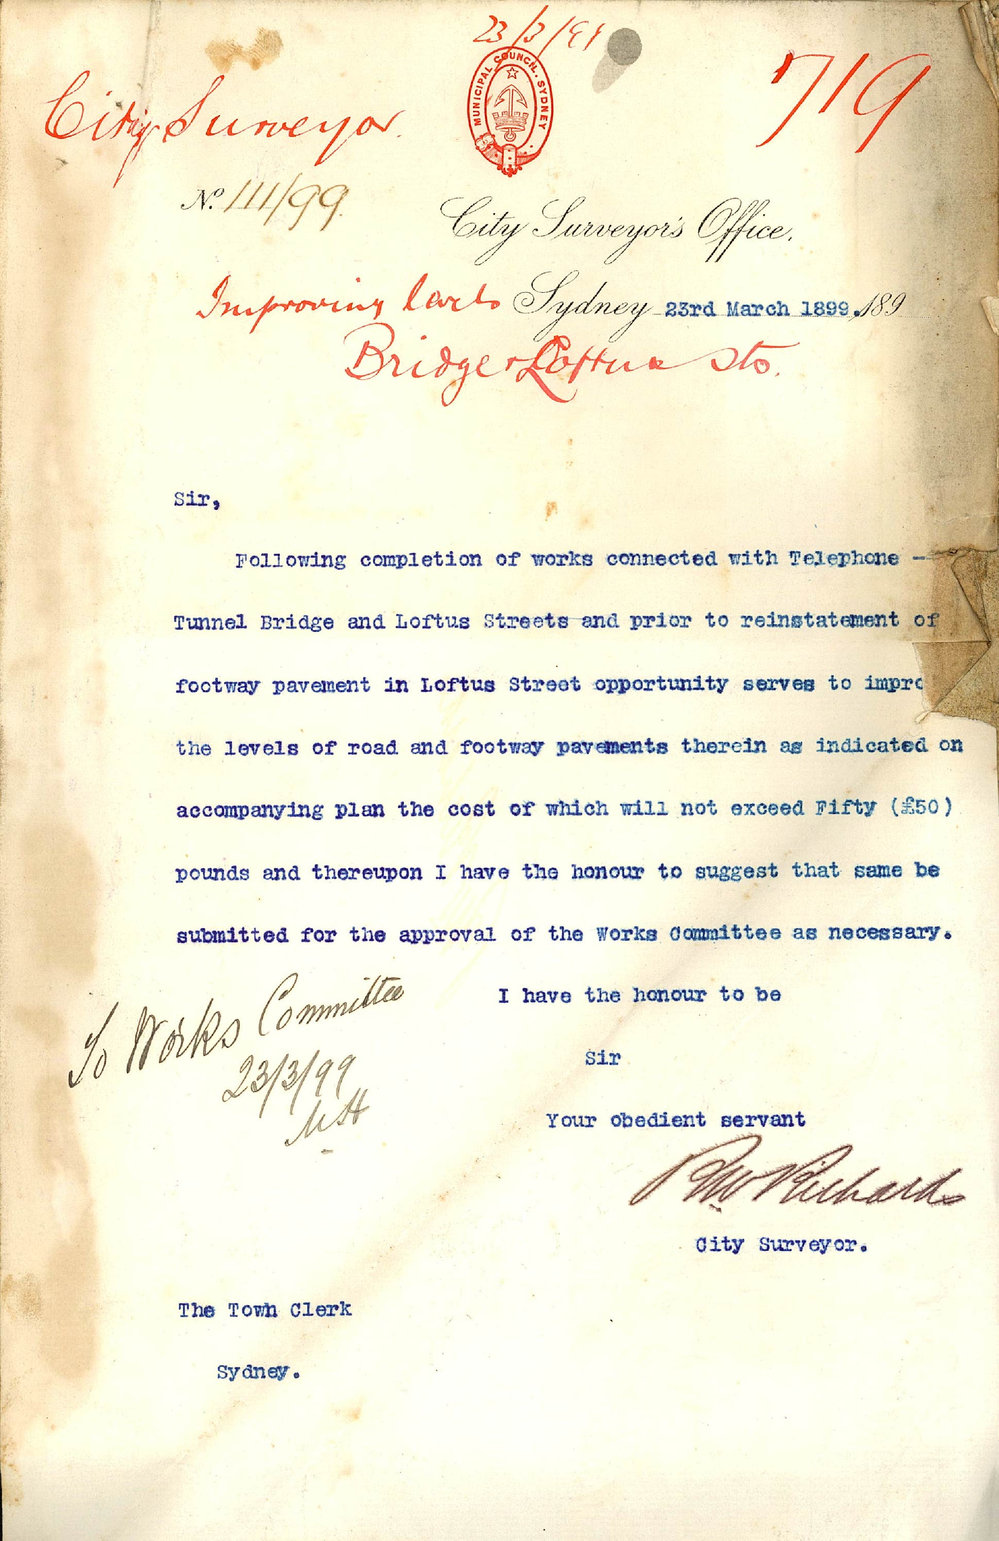 23/3/99
MUNICIPAL COUNCIL. SYDNEY
719
City Surveyor.
No. 111/99.
City Surveyor's Office.
Improving levels Sydney 23rd March 1899. 189
Bridge & Loftus Sts.
Sir,
Following completion of works connected with Telephone -
Tunnel Bridge and Loftus Streets and prior to reinstatement of
footway pavement in Loftus Street opportunity serves to impro
the levels of road and footway pavements therein as indicated on
accompanying plan the cost of which will not exceed Fifty (£50)
pounds and thereupon I have the honour to suggest that same be
submitted for the approval of the Works Committee as necessary.
I have the honour to be
To Works Committee
23/3/99
Sir
Your obedient servant
RW Richards
City Surveyor.
The Town Clerk
Sydney.